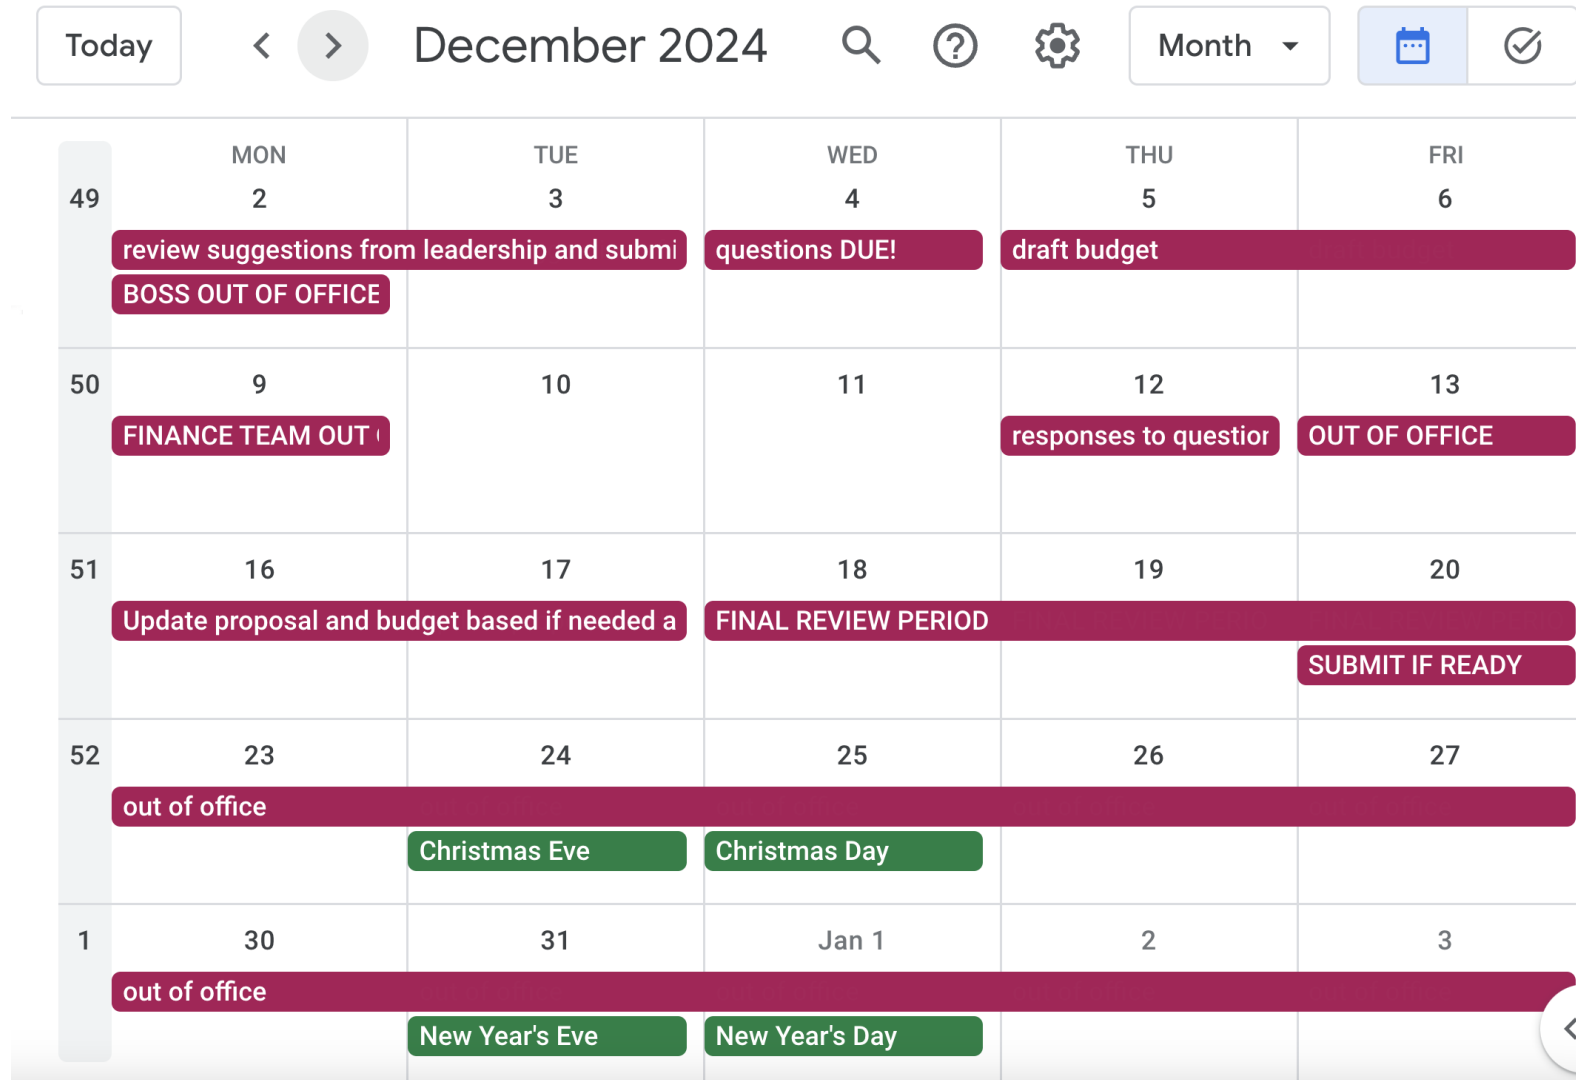 Today
December 2024
Month
MON TUE WED THU FRI
49 2 3 4 5 6
review suggestions from leadership and submi questions DUE! draft budget
BOSS OUT OF OFFICE
50 9 10 11 12 13
FINANCE TEAM OUT responses to question OUT OF OFFICE
51 16 17 18 19 20
Update proposal and budget based if needed a FINAL REVIEW PERIOD
SUBMIT IF READY
52 23 24 25 26 27
out of office
Christmas Eve Christmas Day
1 30 31 Jan 1 2 3
out of office
New Year's Eve New Year's Day